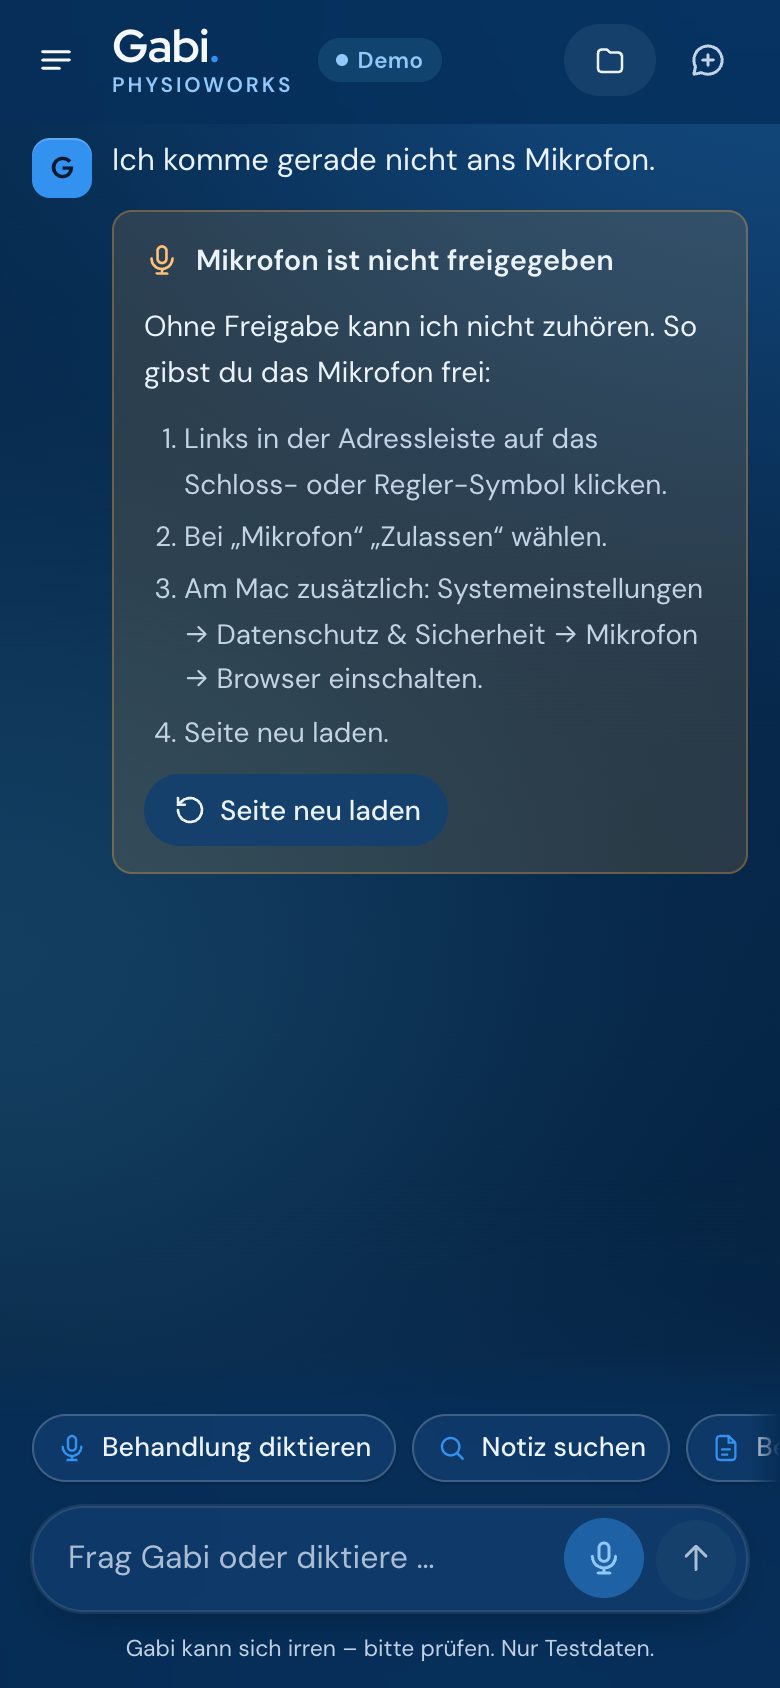 Gabi.
PHYSIOWORKS
Demo
G
Ich komme gerade nicht ans Mikrofon.
Mikrofon ist nicht freigegeben
Ohne Freigabe kann ich nicht zuhören. So
gibst du das Mikrofon frei:
1. Links in der Adressleiste auf das
Schloss- oder Regler-Symbol klicken.
2. Bei „Mikrofon“ „Zulassen“ wählen.
3. Am Mac zusätzlich: Systemeinstellungen
→ Datenschutz & Sicherheit → Mikrofon
→ Browser einschalten.
4. Seite neu laden.
Seite neu laden
Behandlung diktieren
Notiz suchen
Frag Gabi oder diktiere ...
Gabi kann sich irren – bitte prüfen. Nur Testdaten.